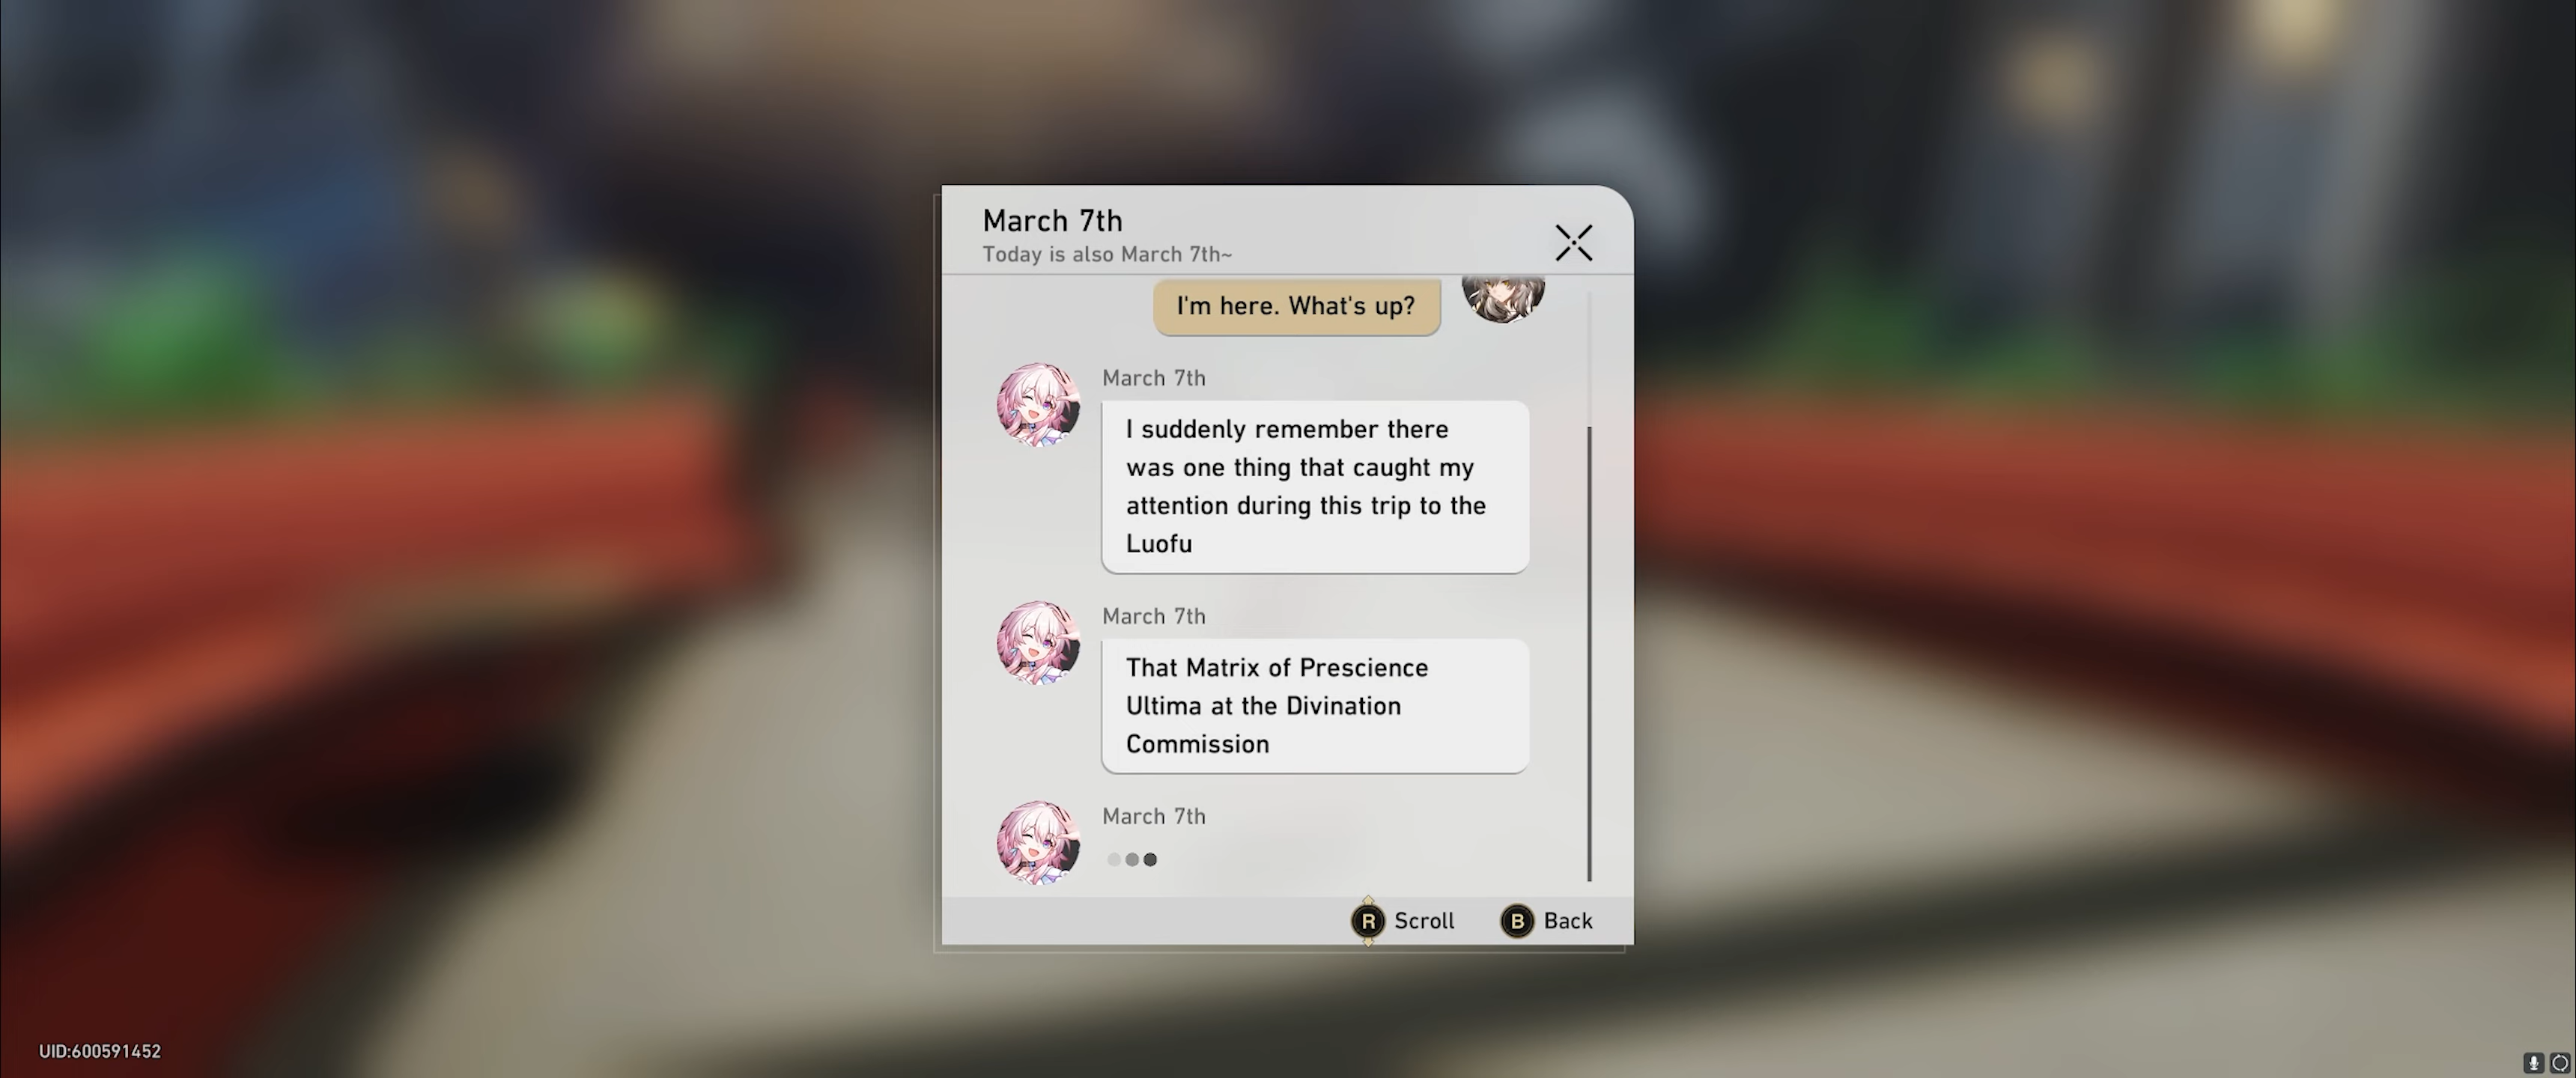 March 7th
Today is also March 7th~
I'm here. What's up?
March 7th
I suddenly remember there
was one thing that caught my
attention during this trip to the
Luofu
March 7th
That Matrix of Prescience
Ultima at the Divination
Commission
March 7th
R Scroll B Back
UID:600591452